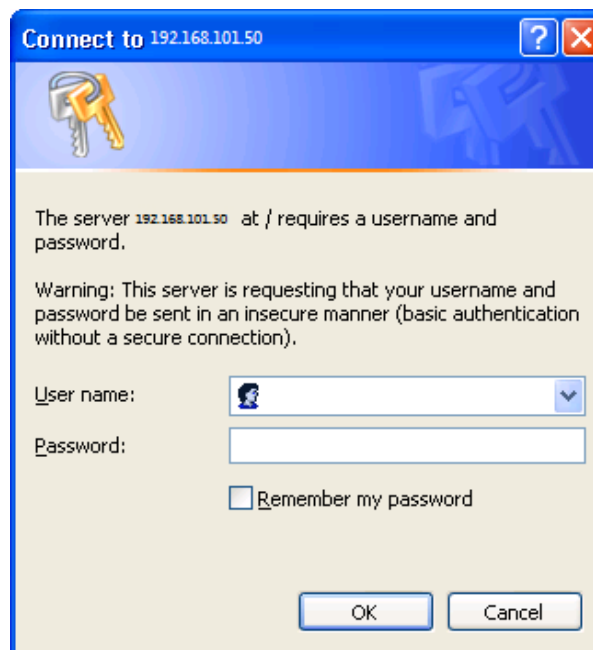 Connect to 192.168.101.50
The server 192.168.101.50 at / requires a username and
password.
Warning: This server is requesting that your username and
password be sent in an insecure manner (basic authentication
without a secure connection).
User name:
Password:
Remember my password
OK Cancel